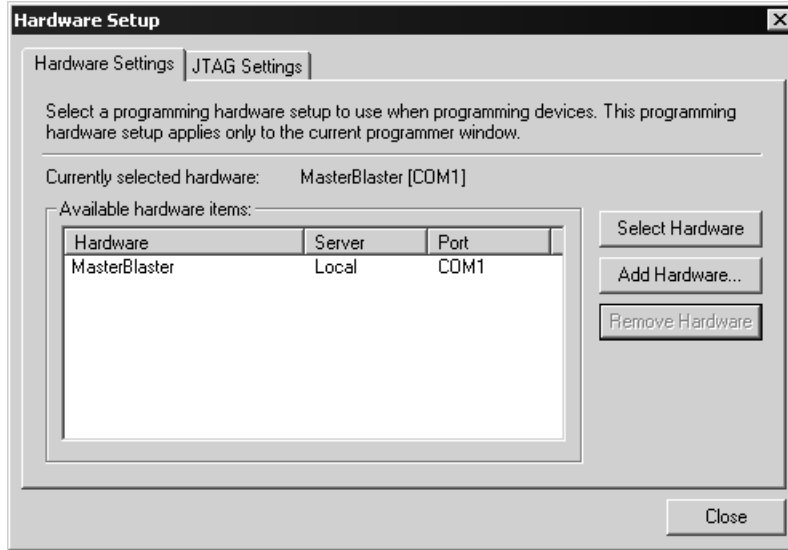 Hardware Setup
Hardware Settings
JTAG Settings
Select a programming hardware setup to use when programming devices. This programming
hardware setup applies only to the current programmer window.
Currently selected hardware: MasterBlaster [COM1]
Available hardware items:
Hardware Server Port
MasterBlaster Local COM1
Select Hardware
Add Hardware...
Remove Hardware
Close